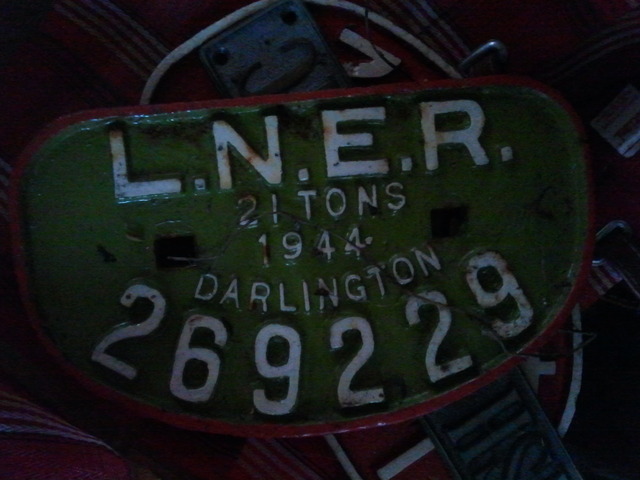 L.N.E.R.
21 TONS
1944
DARLINGTON
269229